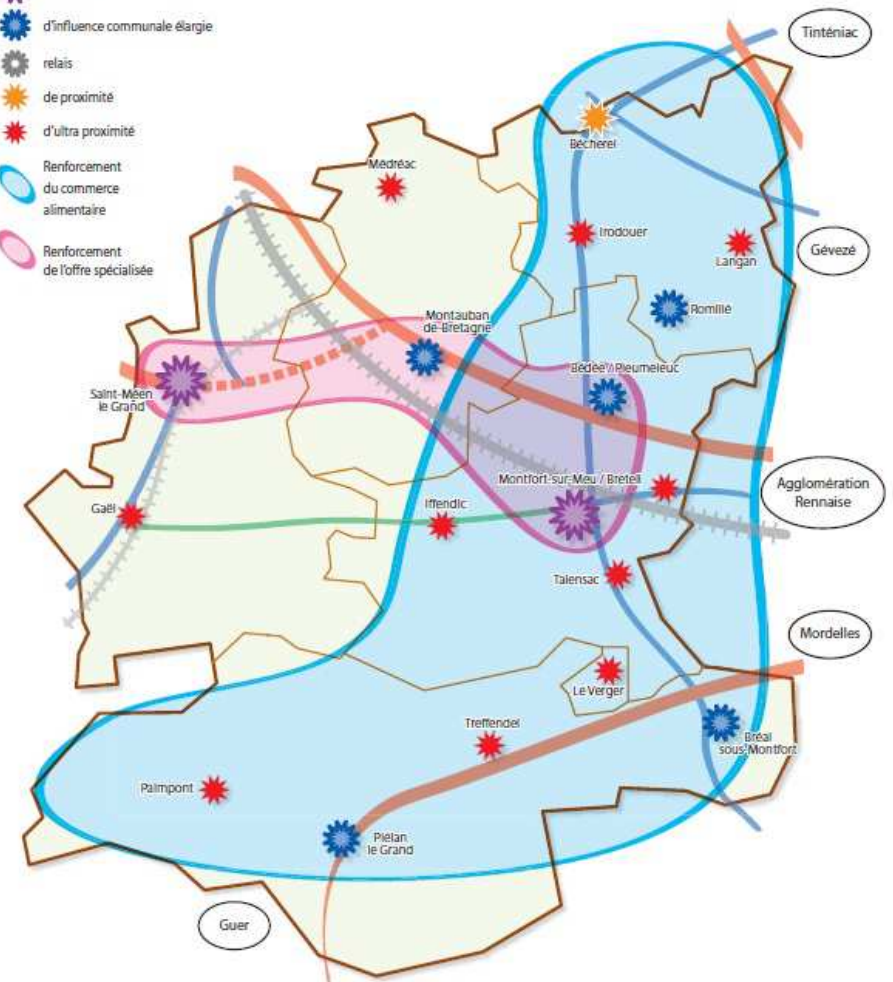 d'influence communale élargie
relais
de proximité
d'ultra proximité
Renforcement
du commerce
alimentaire
Renforcement
de l'offre spécialisée
Tinténiac
Bécherel
Médréac
Irodouer
Langan
Gévezé
Romillé
Montauban
de-Bretagne
Bédée / Pleumeleuc
Saint-Méen
le Grand
Montfort-sur-Meu / Breteil
Agglomération
Rennaise
Gaël
Iffendic
Talensac
Mordelles
Le Verger
Treffendel
Bréal
sous-Montfort
Paimpont
Plélan
le Grand
Guer